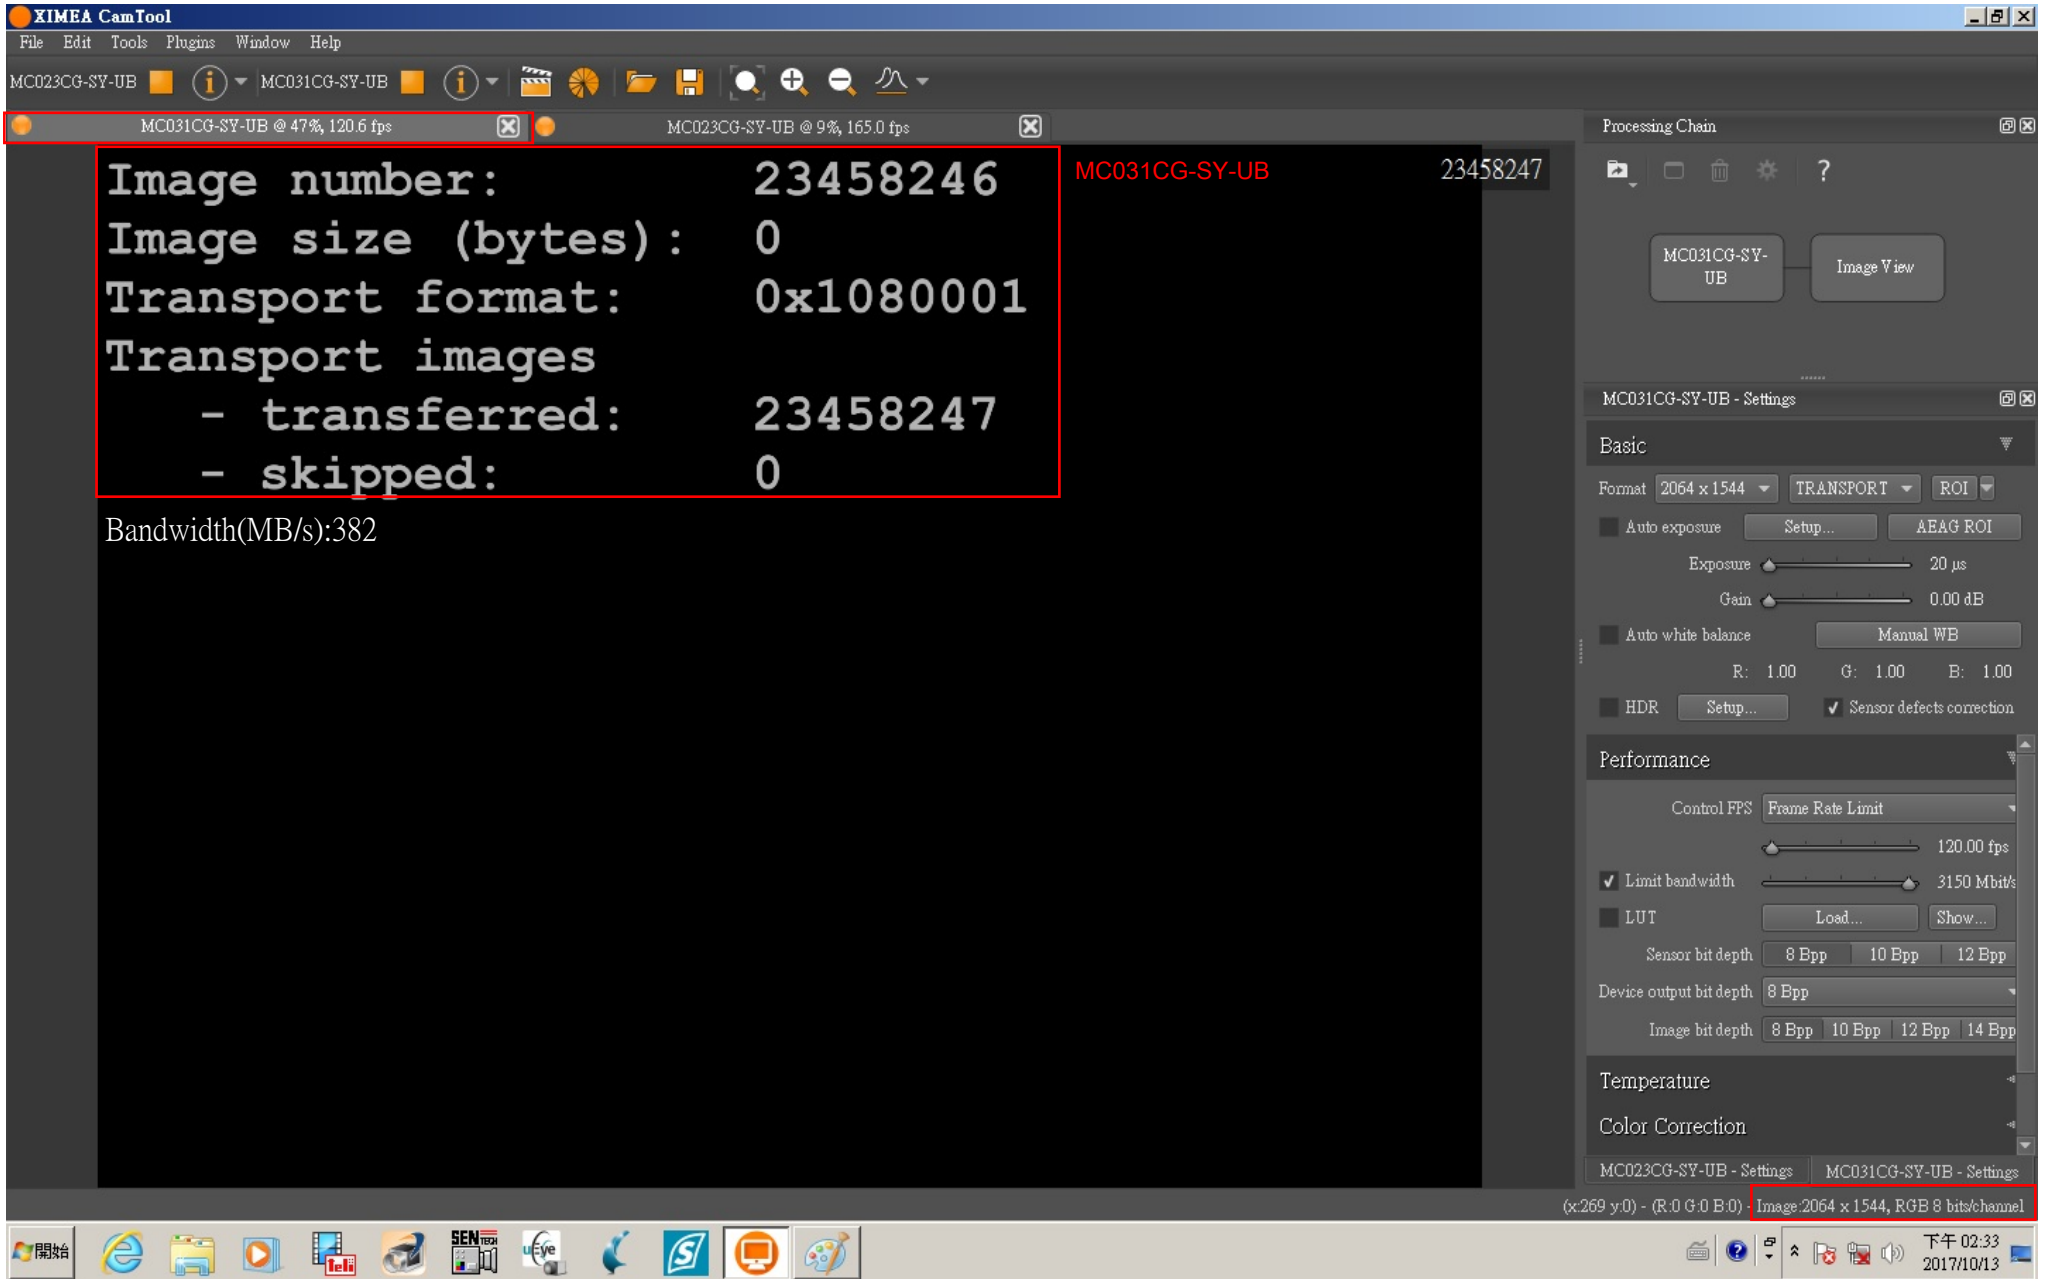 XIMEA CamTool
File Edit Tools Plugins Window Help
MC023CG-SY-UB MC031CG-SY-UB
MC031CG-SY-UB @ 47%, 120.6 fps
MC023CG-SY-UB @ 9%, 165.0 fps
Image number: 23458246
Image size (bytes): 0
Transport format: 0x1080001
Transport images
- transferred: 23458247
- skipped: 0
Bandwidth(MB/s):382
MC031CG-SY-UB
23458247
Processing Chain
?
MC031CG-SY-
UB
Image View
MC031CG-SY-UB - Settings
Basic
Format 2064 x 1544 TRANSPORT ROI
Auto exposure Setup... AEAG ROI
Exposure 20 µs
Gain 0.00 dB
Auto white balance Manual WB
R: 1.00 G: 1.00 B: 1.00
HDR Setup... Sensor defects correction
Performance
Control FPS Frame Rate Limit
120.00 fps
Limit bandwidth 3150 Mbit/s
LUT Load... Show...
Sensor bit depth 8 Bpp 10 Bpp 12 Bpp
Device output bit depth 8 Bpp
Image bit depth 8 Bpp 10 Bpp 12 Bpp 14 Bpp
Temperature
Color Correction
MC023CG-SY-UB - Settings MC031CG-SY-UB - Settings
(x:269 y:0) - (R:0 G:0 B:0) - Image:2064 x 1544, RGB 8 bits/channel
開始
Teli
SENTECH
uEye
下午 02:33
2017/10/13